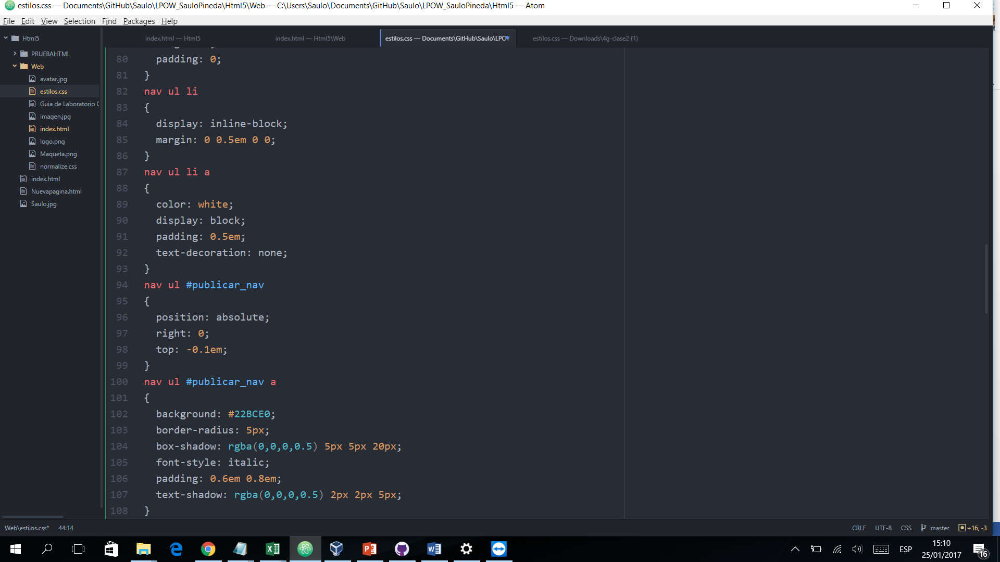 estilos.css — Documents\GitHub\Saulo\LPOW_SauloPineda\Html5\Web — C:\Users\Saulo\Documents\GitHub\Saulo\LPOW_SauloPineda\Html5 — Atom
File Edit View Selection Find Packages Help
Html5
PRUEBAHTML
Web
avatar.jpg
estilos.css
Guia de Laboratorio C
imagen.jpg
index.html
logo.png
Maqueta.png
normalize.css
index.html
Nuevapagina.html
Saulo.jpg
index.html — Html5
index.html — Html5\Web
estilos.css — Documents\GitHub\Saulo\LPOW
estilos.css — Downloads\4g-clase2 (1)
80 padding: 0;
81 }
82 nav ul li
83 {
84 display: inline-block;
85 margin: 0 0.5em 0 0;
86 }
87 nav ul li a
88 {
89 color: white;
90 display: block;
91 padding: 0.5em;
92 text-decoration: none;
93 }
94 nav ul #publicar_nav
95 {
96 position: absolute;
97 right: 0;
98 top: -0.1em;
99 }
100 nav ul #publicar_nav a
101 {
102 background: #22BCE0;
103 border-radius: 5px;
104 box-shadow: rgba(0,0,0,0.5) 5px 5px 20px;
105 font-style: italic;
106 padding: 0.6em 0.8em;
107 text-shadow: rgba(0,0,0,0.5) 2px 2px 5px;
108 }
Web\estilos.css* 44:14
CRLF UTF-8 CSS master +16, -3
ESP
15:10
25/01/2017
16